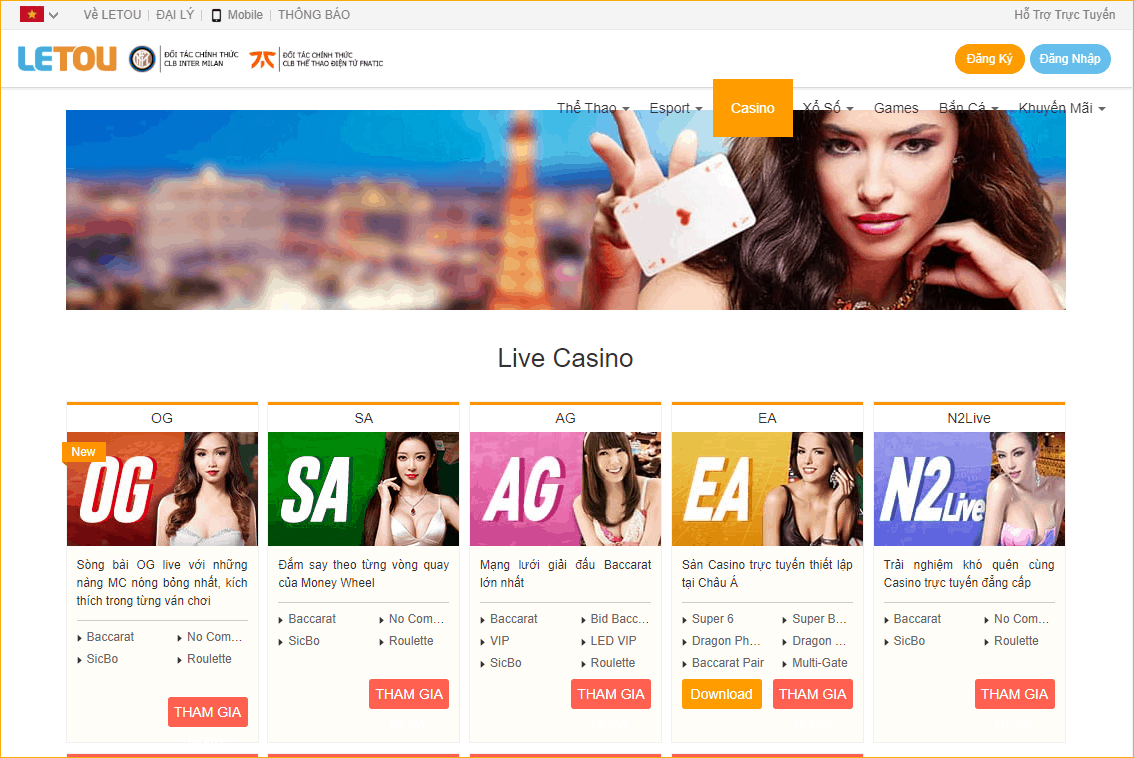 Về LETOU
ĐẠI LÝ
Mobile
THÔNG BÁO
Hỗ Trợ Trực Tuyến
LETOU
ĐỐI TÁC CHÍNH THỨC
CLB INTER MILAN
ĐỐI TÁC CHÍNH THỨC
CLB THỂ THAO ĐIỆN TỬ FNATIC
Đăng Ký
Đăng Nhập
Thể Thao
Esport
Casino
Xổ Số
Games
Bắn Cá
Khuyến Mãi
Live Casino
OG
New
OG
Sòng bài OG live với những
nàng MC nóng bỏng nhất, kích
thích trong từng ván chơi
Baccarat
No Com...
SicBo
Roulette
THAM GIA
SA
SA
Đắm say theo từng vòng quay
của Money Wheel
Baccarat
No Com...
SicBo
Roulette
THAM GIA
AG
AG
Mạng lưới giải đấu Baccarat
lớn nhất
Baccarat
Bid Bacc...
VIP
LED VIP
SicBo
Roulette
THAM GIA
EA
EA
Sản Casino trực tuyến thiết lập
tại Châu Á
Super 6
Super B...
Dragon Ph...
Dragon ...
Baccarat Pair
Multi-Gate
Download
THAM GIA
N2Live
N2Live
Trải nghiệm khó quên cùng
Casino trực tuyến đẳng cấp
Baccarat
No Com...
SicBo
Roulette
THAM GIA